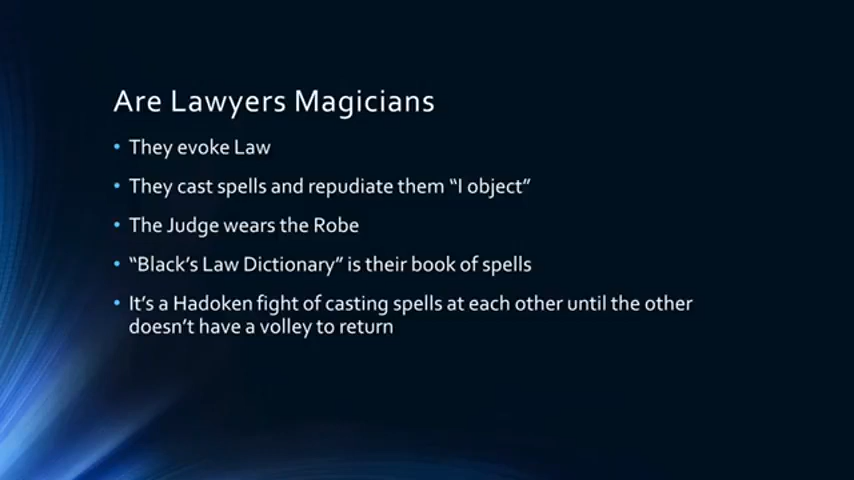 Are Lawyers Magicians
• They evoke Law
• They cast spells and repudiate them “I object”
• The Judge wears the Robe
• “Black’s Law Dictionary” is their book of spells
• It’s a Hadoken fight of casting spells at each other until the other
doesn’t have a volley to return